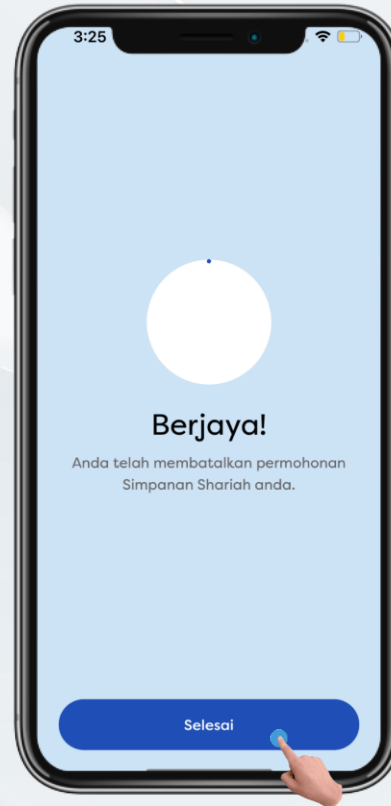 3:25
Berjaya!
Anda telah membatalkan permohonan
Simpanan Shariah anda.
Selesai